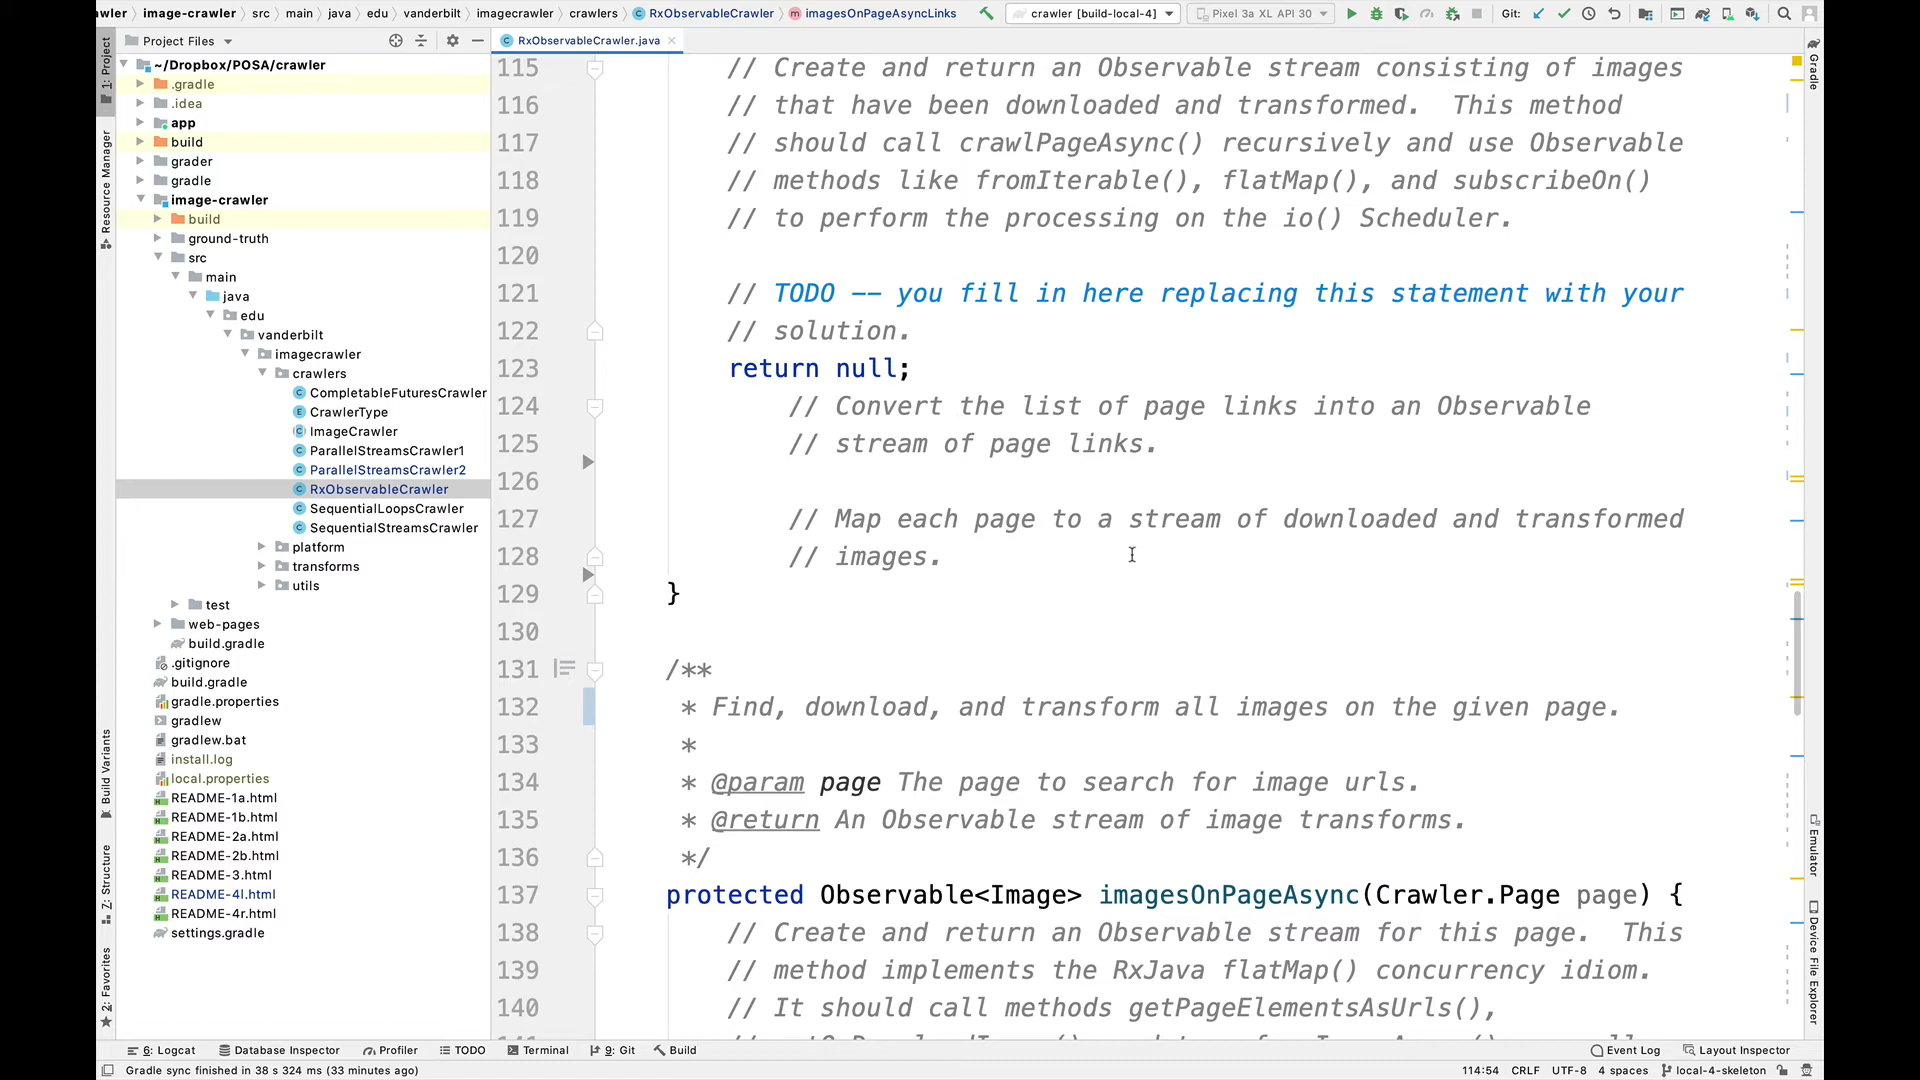 awler
image-crawler
src
main
java
edu
vanderbilt
imagecrawler
crawlers
RxObservableCrawler
imagesOnPageAsyncLinks
crawler [build-local-4]
Pixel 3a XL API 30
Git:
Project Files
RxObservableCrawler.java
1: Project
Resource Manager
Build Variants
7: Structure
2: Favorites
~/Dropbox/POSA/crawler
.gradle
.idea
app
build
grader
gradle
image-crawler
build
ground-truth
src
main
java
edu
vanderbilt
imagecrawler
crawlers
CompletableFuturesCrawler
CrawlerType
ImageCrawler
ParallelStreamsCrawler1
ParallelStreamsCrawler2
RxObservableCrawler
SequentialLoopsCrawler
SequentialStreamsCrawler
platform
transforms
utils
test
web-pages
build.gradle
.gitignore
build.gradle
gradle.properties
gradlew
gradlew.bat
install.log
local.properties
README-1a.html
README-1b.html
README-2a.html
README-2b.html
README-3.html
README-4l.html
README-4r.html
settings.gradle
115 // Create and return an Observable stream consisting of images
116 // that have been downloaded and transformed.  This method
117 // should call crawlPageAsync() recursively and use Observable
118 // methods like fromIterable(), flatMap(), and subscribeOn()
119 // to perform the processing on the io() Scheduler.
120
121 // TODO -- you fill in here replacing this statement with your
122 // solution.
123 return null;
124 // Convert the list of page links into an Observable
125 // stream of page links.
126
127 // Map each page to a stream of downloaded and transformed
128 // images.
129 }
130
131 /**
132 * Find, download, and transform all images on the given page.
133 *
134 * @param page The page to search for image urls.
135 * @return An Observable stream of image transforms.
136 */
137 protected Observable<Image> imagesOnPageAsync(Crawler.Page page) {
138 // Create and return an Observable stream for this page.  This
139 // method implements the RxJava flatMap() concurrency idiom.
140 // It should call methods getPageElementsAsUrls(),
Gradle
Emulator
Device File Explorer
6: Logcat
Database Inspector
Profiler
TODO
Terminal
9: Git
Build
Event Log
Layout Inspector
Gradle sync finished in 38 s 324 ms (33 minutes ago)
114:54
CRLF
UTF-8
4 spaces
local-4-skeleton